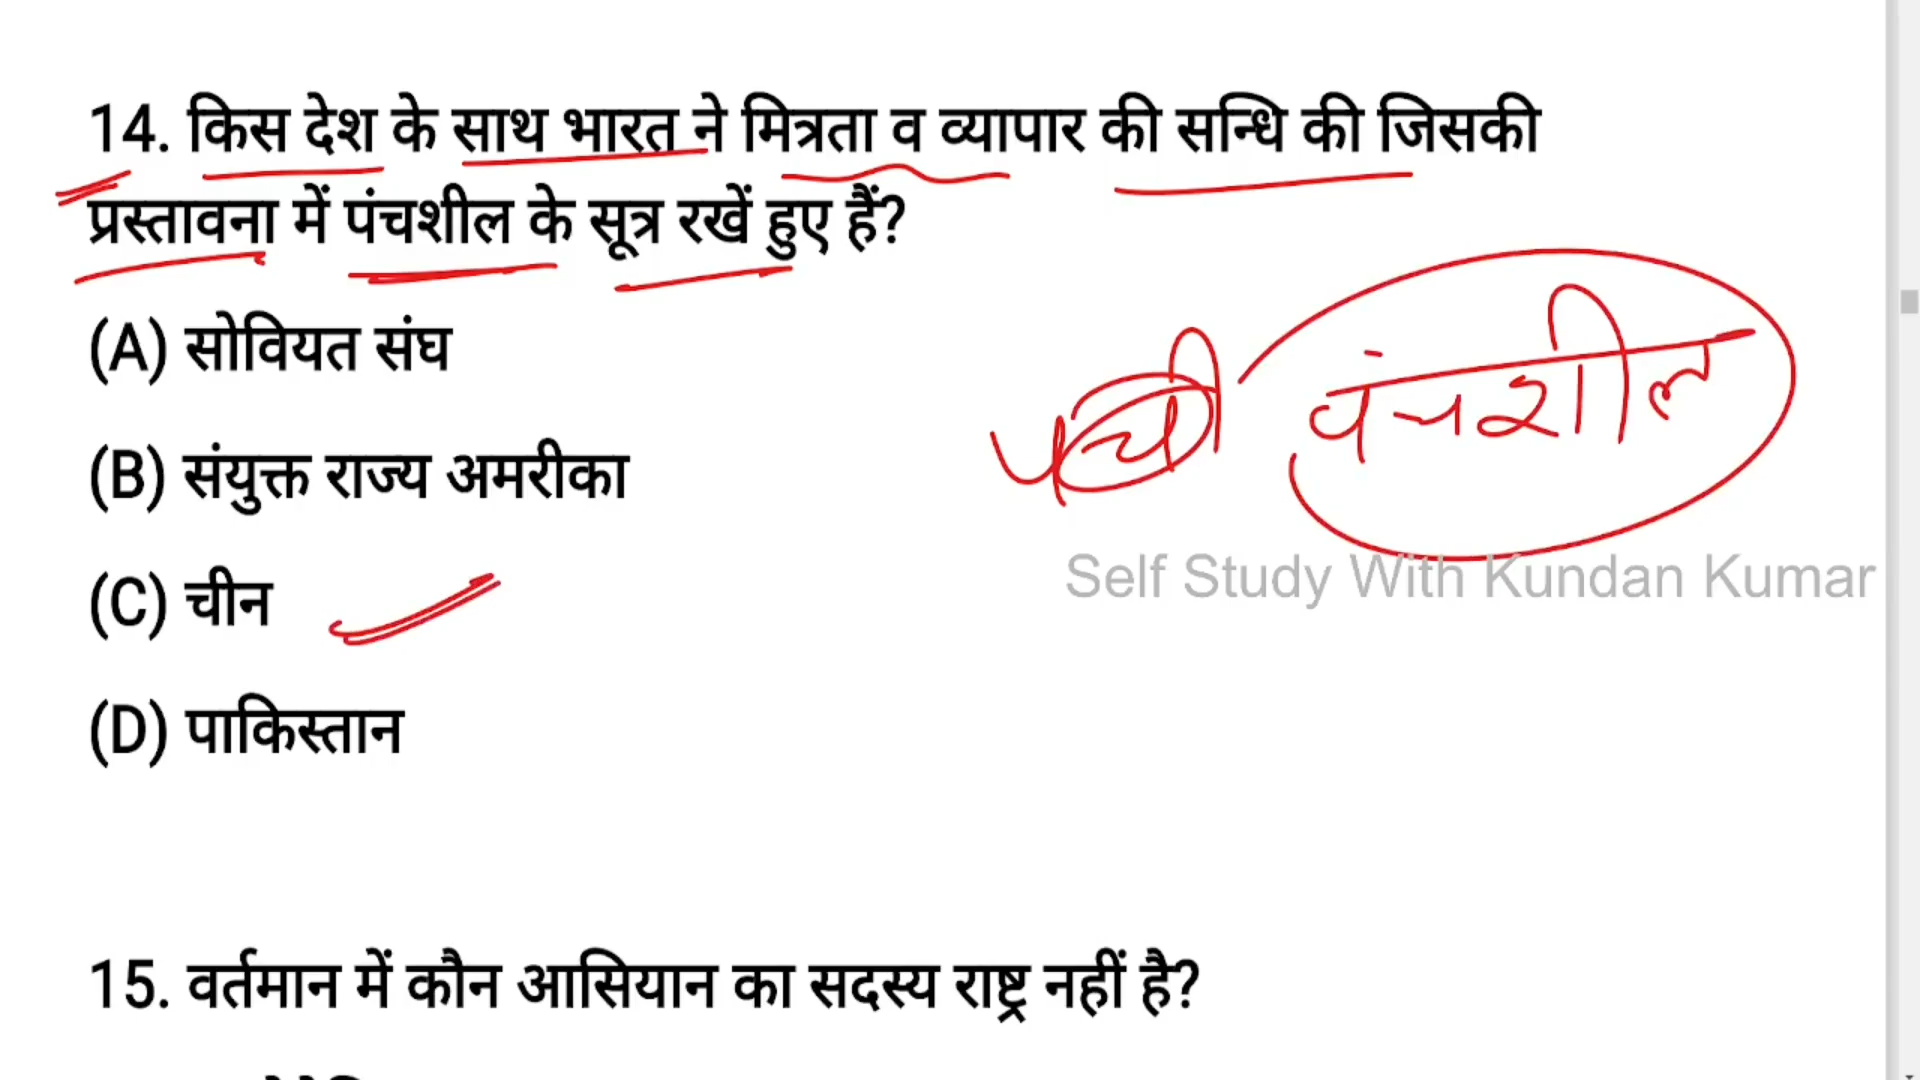 14. किस देश के साथ भारत ने मित्रता व व्यापार की सन्धि की जिसकी
प्रस्तावना में पंचशील के सूत्र रखें हुए हैं?
(A) सोवियत संघ
(B) संयुक्त राज्य अमरीका
पंचशील
(C) चीन
Self Study With Kundan Kumar
(D) पाकिस्तान
15. वर्तमान में कौन आसियान का सदस्य राष्ट्र नहीं है?